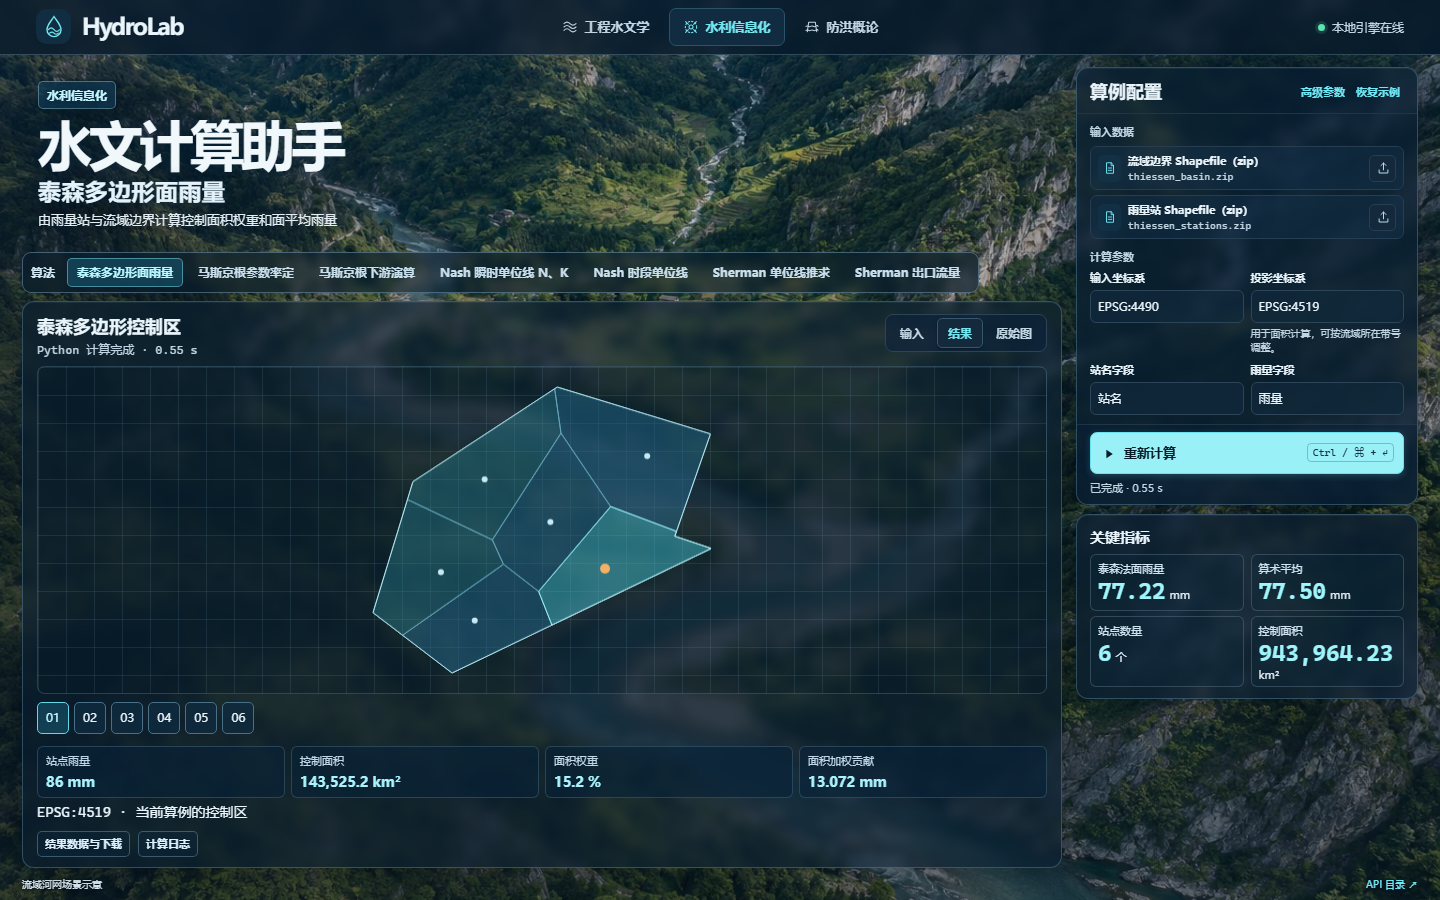 HydroLab
工程水文学
水利信息化
防洪概论
本地引擎在线
水利信息化
水文计算助手
泰森多边形面雨量
由雨量站与流域边界计算控制面积权重和面平均雨量
算法
泰森多边形面雨量
马斯京根参数率定
马斯京根下游演算
Nash 瞬时单位线 N、K
Nash 时段单位线
Sherman 单位线推求
Sherman 出口流量
泰森多边形控制区
Python 计算完成 · 0.55 s
输入
结果
原始图
01
02
03
04
05
06
站点雨量
86 mm
控制面积
143,525.2 km²
面积权重
15.2 %
面积加权贡献
13.072 mm
EPSG:4519 · 当前算例的控制区
结果数据与下载
计算日志
流域河网场景示意
算例配置
高级参数
恢复示例
输入数据
流域边界 Shapefile（zip）
thiessen_basin.zip
雨量站 Shapefile（zip）
thiessen_stations.zip
计算参数
输入坐标系
投影坐标系
EPSG:4490
EPSG:4519
用于面积计算，可按流域所在带号
调整。
站名字段
雨量字段
站名
雨量
重新计算
Ctrl / ⌘ + ↵
已完成 · 0.55 s
关键指标
泰森法面雨量
77.22 mm
算术平均
77.50 mm
站点数量
6 个
控制面积
943,964.23
km²
API 目录 ↗